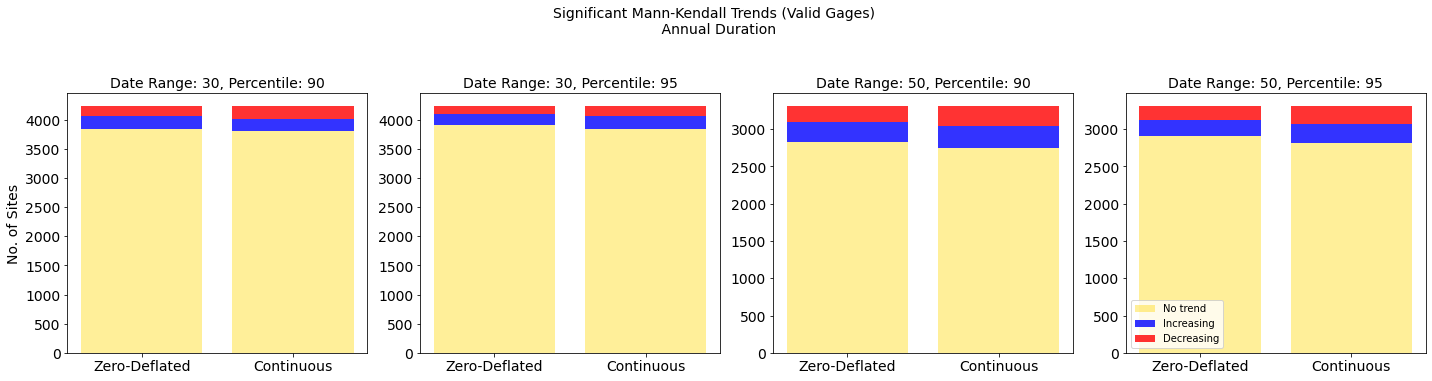 Significant Mann-Kendall Trends (Valid Gages)
Annual Duration
Date Range: 30, Percentile: 90
Date Range: 30, Percentile: 95
Date Range: 50, Percentile: 90
Date Range: 50, Percentile: 95
No. of Sites
4000
3500
3000
2500
2000
1500
1000
500
0
Zero-Deflated
Continuous
4000
3500
3000
2500
2000
1500
1000
500
0
Zero-Deflated
Continuous
3000
2500
2000
1500
1000
500
0
Zero-Deflated
Continuous
3000
2500
2000
1500
1000
500
0
No trend
Increasing
Decreasing
Zero-Deflated
Continuous